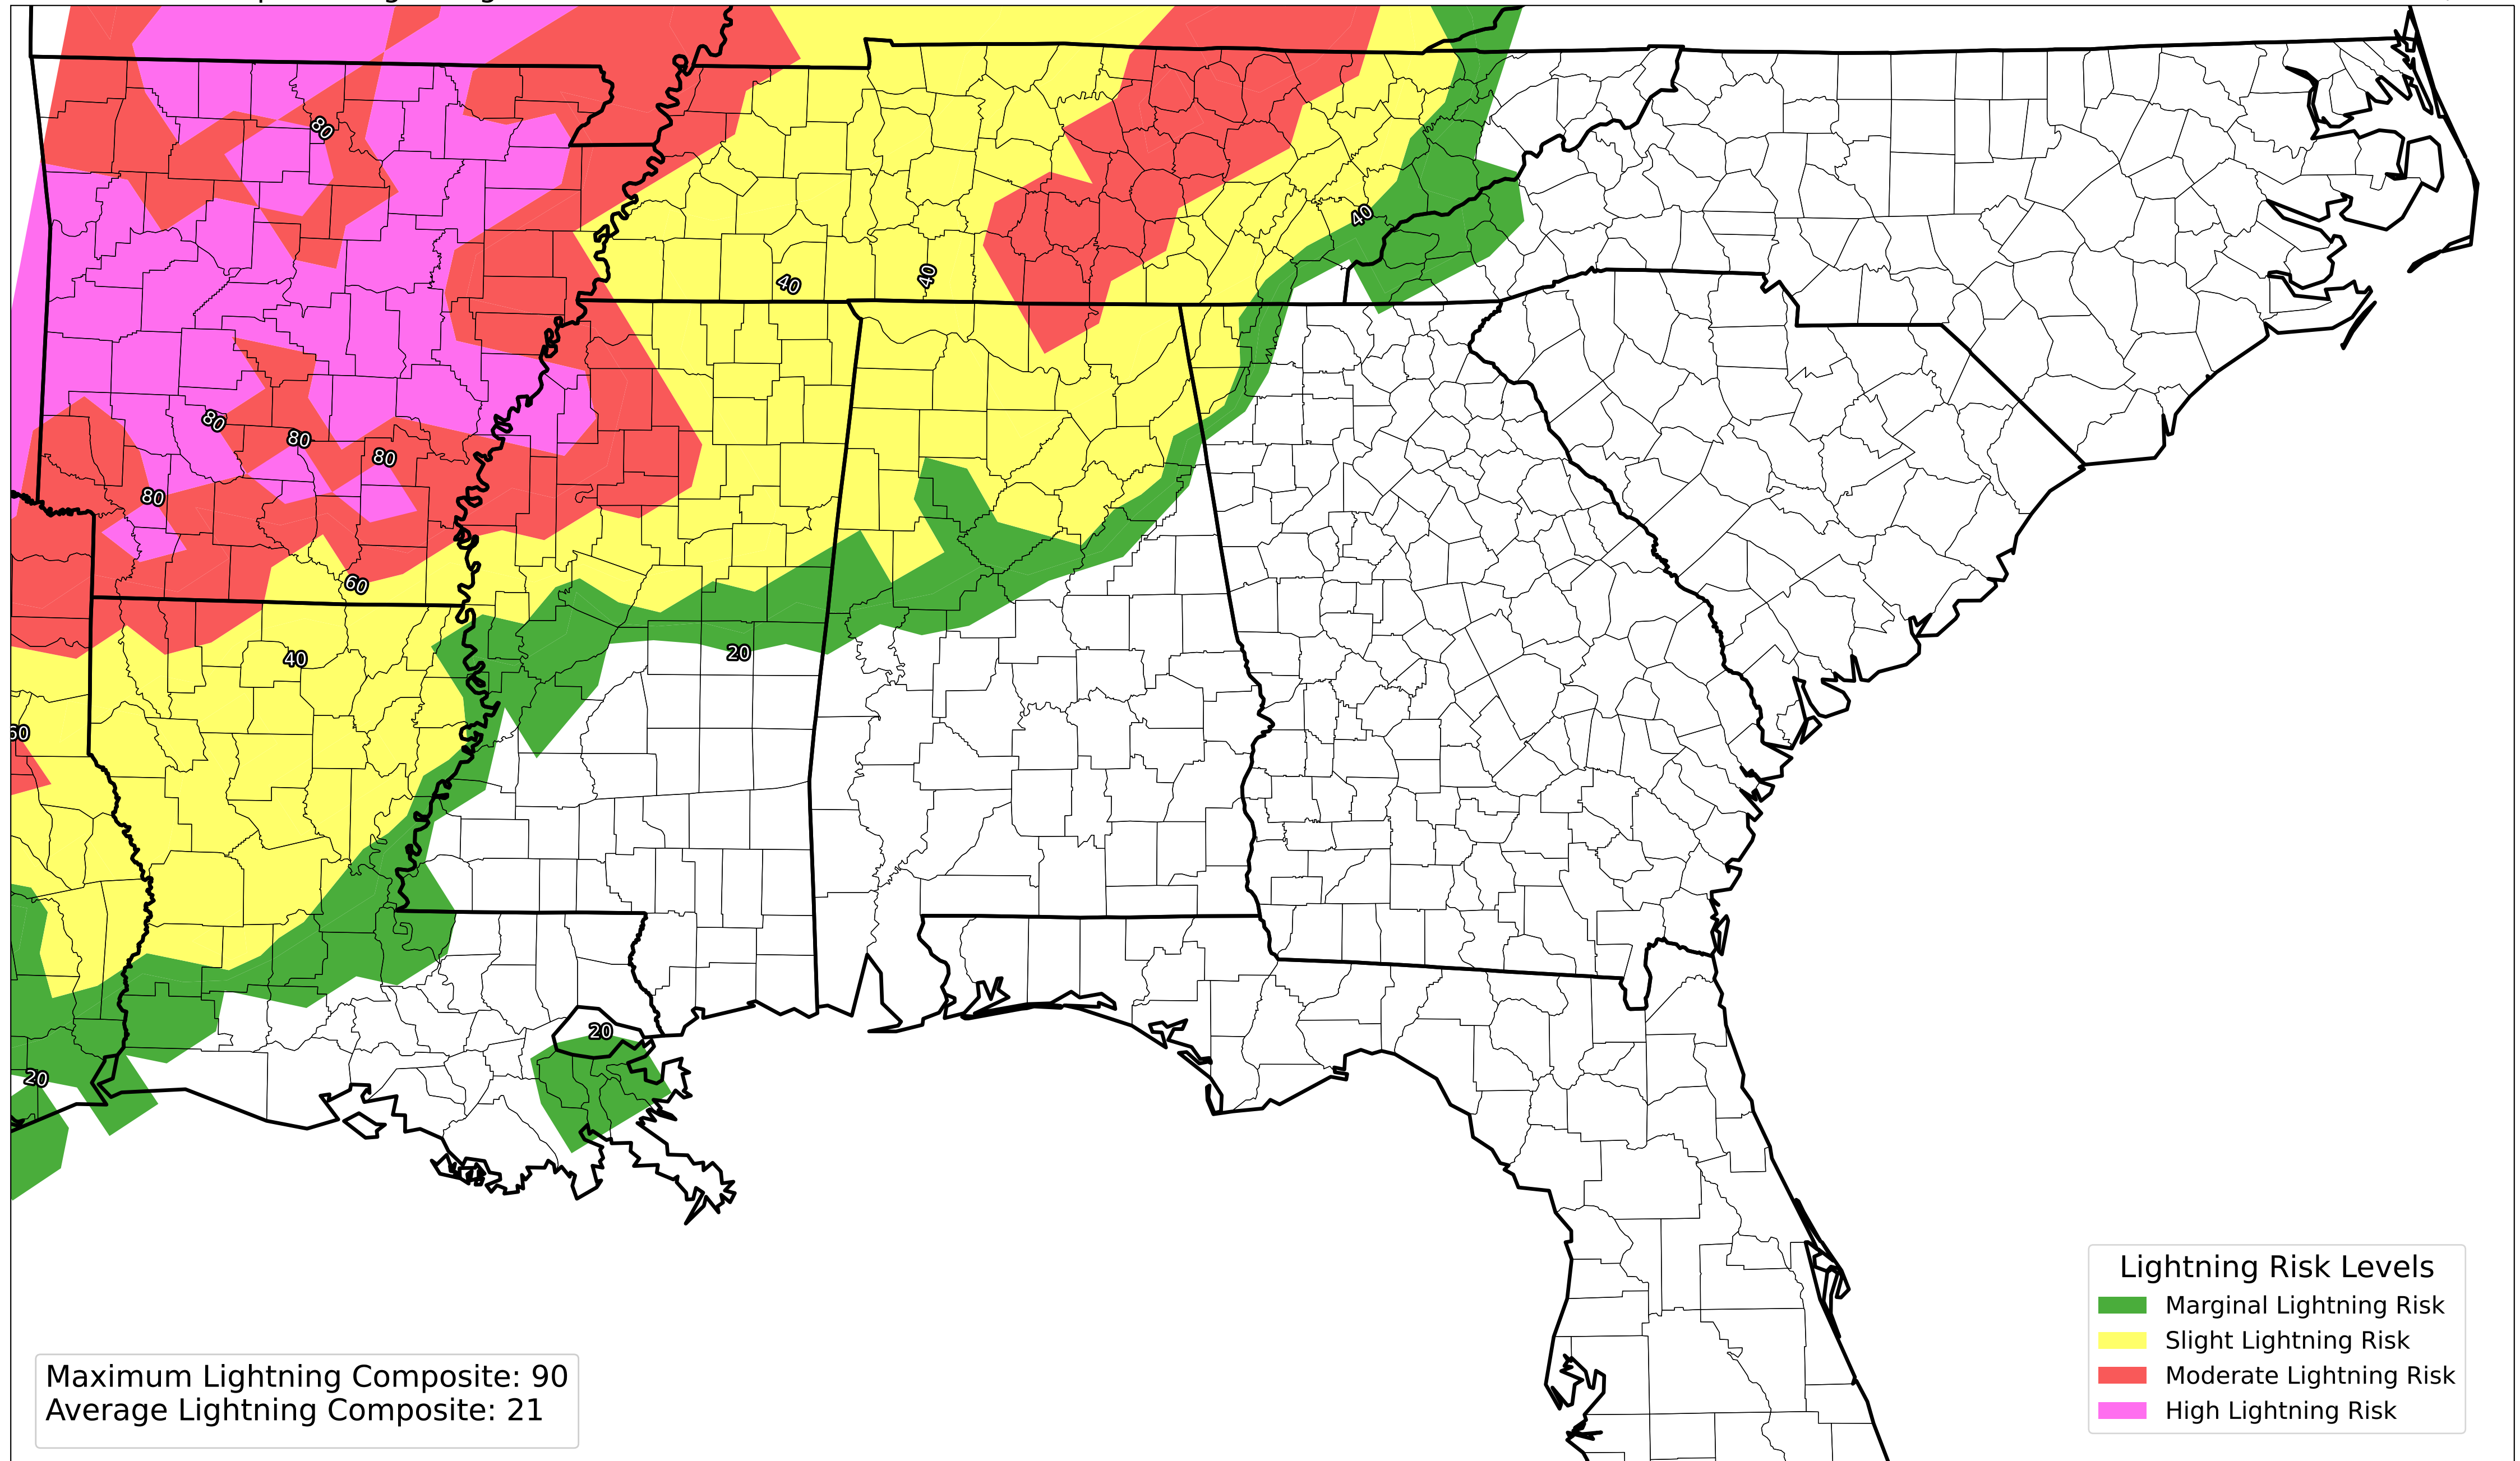 80
40
40
40
80
80
80
80
60
20
40
60
20
20
Lightning Risk Levels
Marginal Lightning Risk
Slight Lightning Risk
Moderate Lightning Risk
High Lightning Risk
Maximum Lightning Composite: 90
Average Lightning Composite: 21